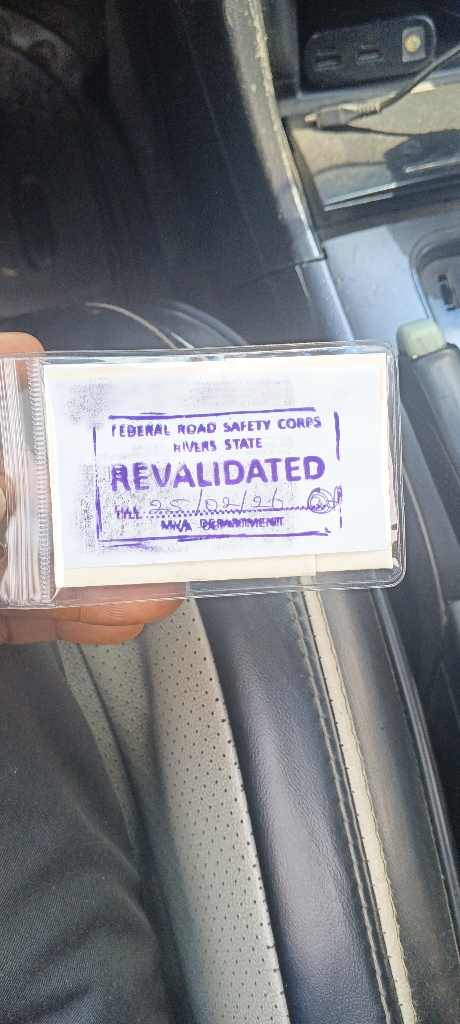 FEDERAL ROAD SAFETY CORPS
RIVERS STATE
REVALIDATED
TILL 25/02/26
MVA DEPARTMENT